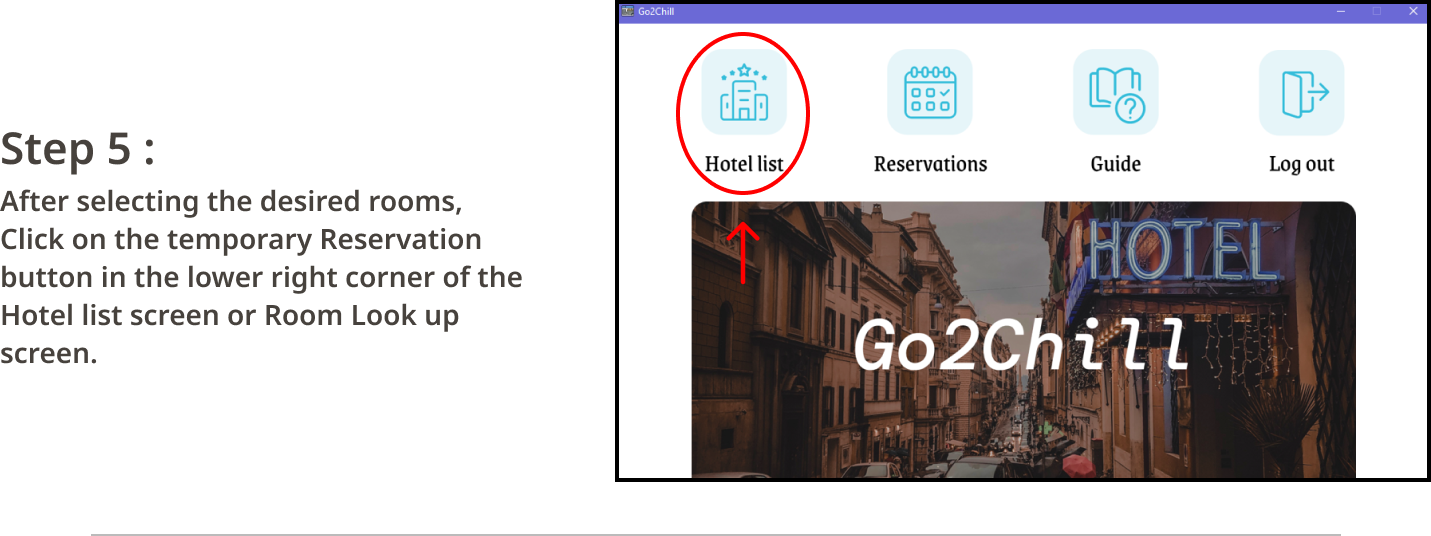 Go2Chill
Step 5 :
After selecting the desired rooms,
Click on the temporary Reservation
button in the lower right corner of the
Hotel list screen or Room Look up
screen.
Hotel list
Reservations
Guide
Log out
HOTEL
Go2Chill